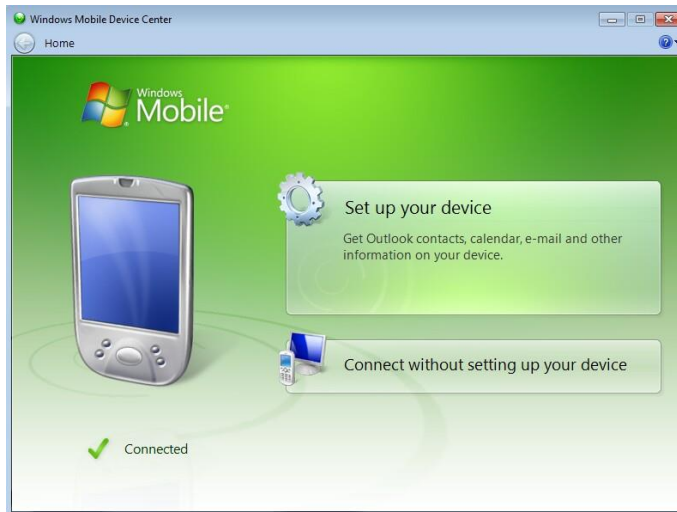 Windows Mobile Device Center
Home
Windows
Mobile®
Set up your device
Get Outlook contacts, calendar, e-mail and other
information on your device.
Connect without setting up your device
Connected